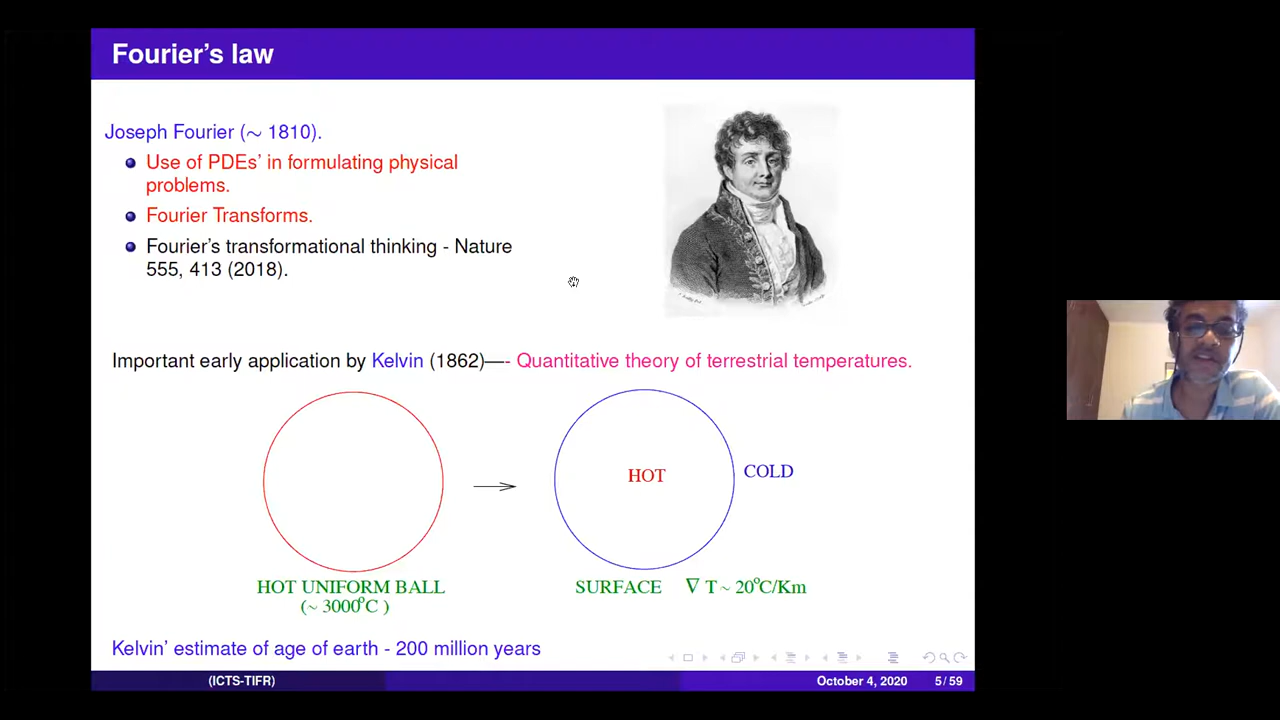 Fourier's law
Joseph Fourier (∼ 1810).
Use of PDEs' in formulating physical
problems.
Fourier Transforms.
Fourier's transformational thinking - Nature
555, 413 (2018).
Important early application by Kelvin (1862)—- Quantitative theory of terrestrial temperatures.
HOT
COLD
HOT UNIFORM BALL
(∼ 3000°C )
SURFACE ∇ T ∼ 20°C/Km
Kelvin' estimate of age of earth - 200 million years
(ICTS-TIFR)
October 4, 2020
5 / 59